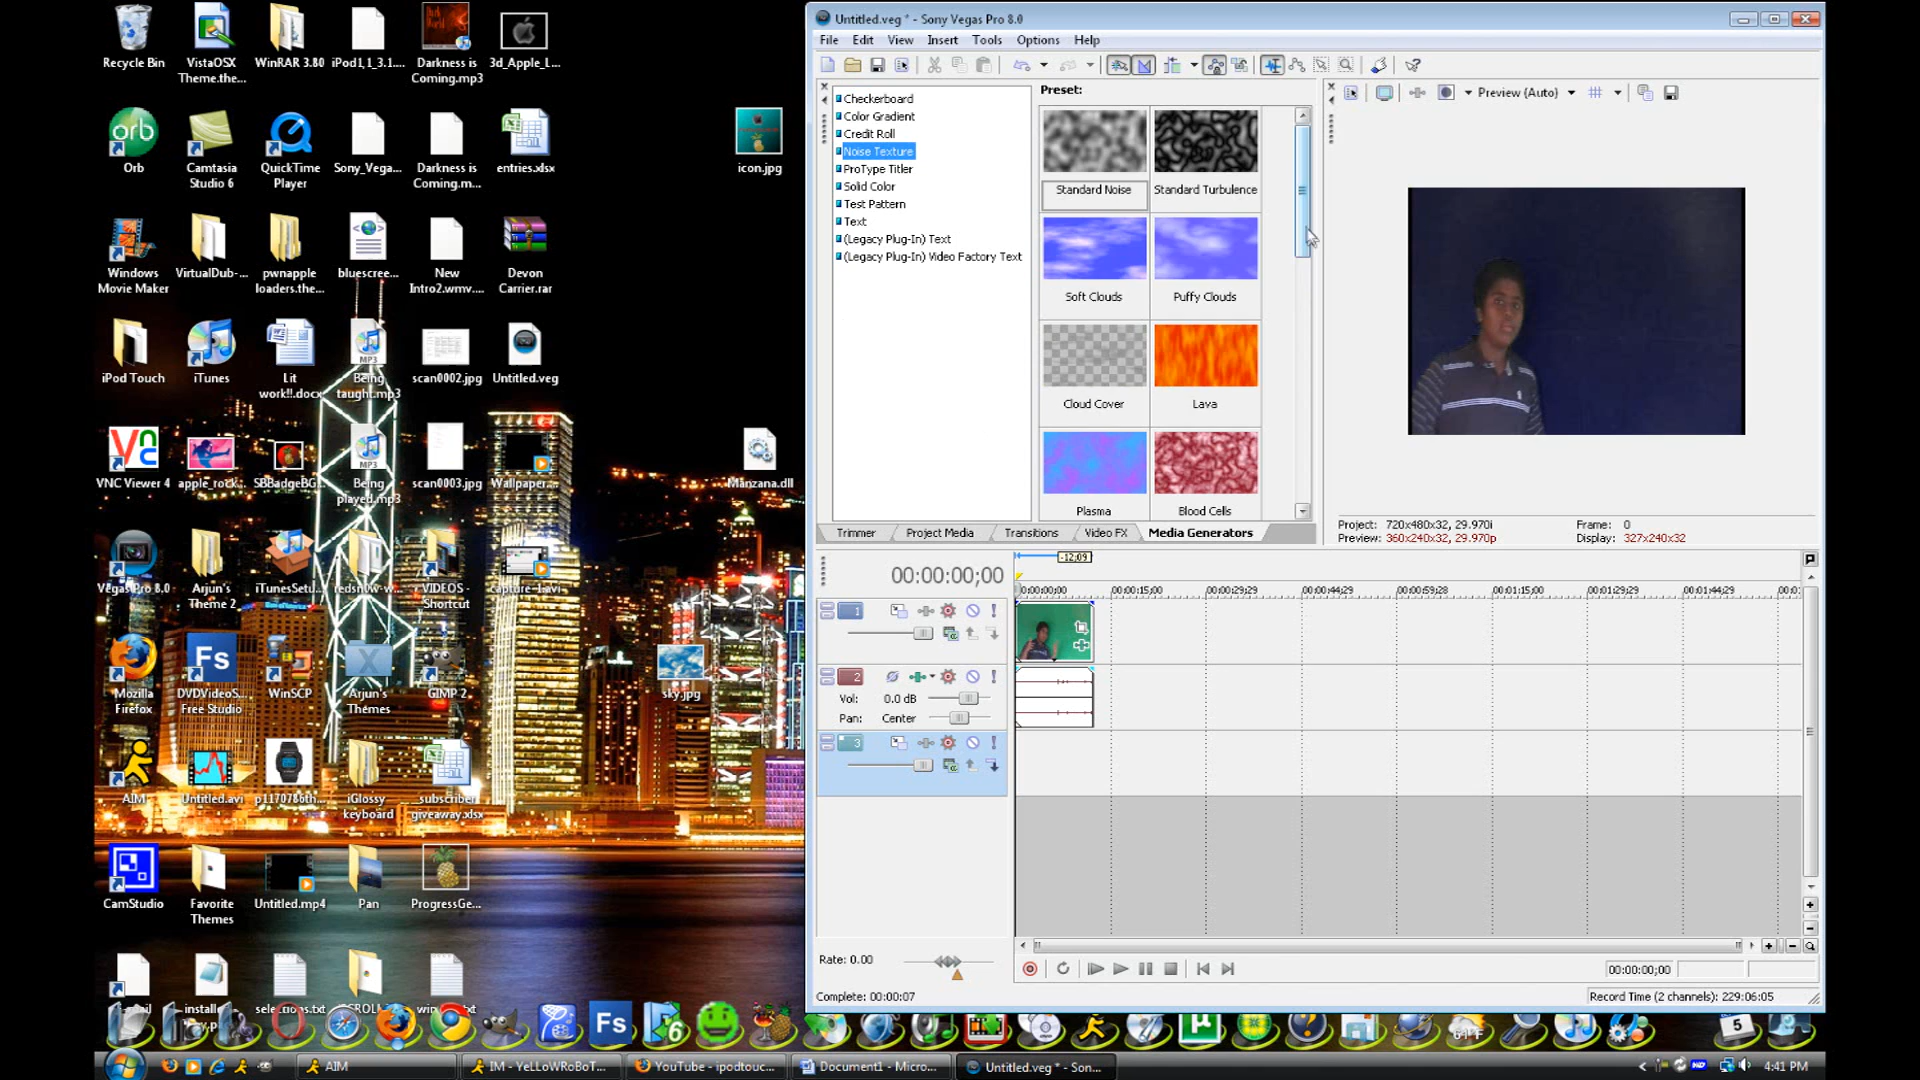 Recycle Bin
VistaOSX Theme.the...
WinRAR 3.80
iPod1,1_3.1....
Darkness is Coming.mp3
3d_Apple_L...
Orb
Camtasia Studio 6
QuickTime Player
Sony_Vega...
Darkness is Coming.m...
entries.xlsx
icon.jpg
Windows Movie Maker
VirtualDub-...
pwnapple loaders.the...
bluescree...
New Intro2.wmv....
Devon Carrier.rar
iPod Touch
iTunes
Lit work!!.docx
Being taught.mp3
scan0002.jpg
Untitled.veg
VNC Viewer 4
apple_rock...
SBBadgeBG...
Being played.mp3
scan0003.jpg
Wallpaper....
Manzana.dll
Vegas Pro 8.0
Arjun's Theme 2
iTunesSetu...
redsn0w-w...
VIDEOS - Shortcut
capture-1.avi
Mozilla Firefox
DVDVideoS... Free Studio
WinSCP
Arjun's Themes
GIMP 2
sky.jpg
AIM
Untitled.avi
p1170786th...
iGlossy keyboard
subscriber giveaway.xlsx
CamStudio
Favorite Themes
Untitled.mp4
Pan
ProgressGe...
Untitled.veg * - Sony Vegas Pro 8.0
File Edit View Insert Tools Options Help
Checkerboard
Color Gradient
Credit Roll
Noise Texture
ProType Titler
Solid Color
Test Pattern
Text
(Legacy Plug-In) Text
(Legacy Plug-In) Video Factory Text
Preset:
Standard Noise
Standard Turbulence
Soft Clouds
Puffy Clouds
Cloud Cover
Lava
Plasma
Blood Cells
Preview (Auto)
Project: 720x480x32, 29.970i
Preview: 360x240x32, 29.970p
Frame: 0
Display: 327x240x32
Trimmer Project Media Transitions Video FX Media Generators
-12;09
00:00:00;00
00:00:00;00 00:00:15;00 00:00:29;29 00:00:44;29 00:00:59;28 00:01:15;00 00:01:29;29 00:01:44;29
1
2
Vol: 0.0 dB
Pan: Center
3
Rate: 0.00
00:00:00;00
Complete: 00:00:07
Record Time (2 channels): 229:06:05
AIM
IM - YeLLoWRoBoT...
YouTube - ipodtouc...
Document1 - Micro...
Untitled.veg * - Son...
4:41 PM